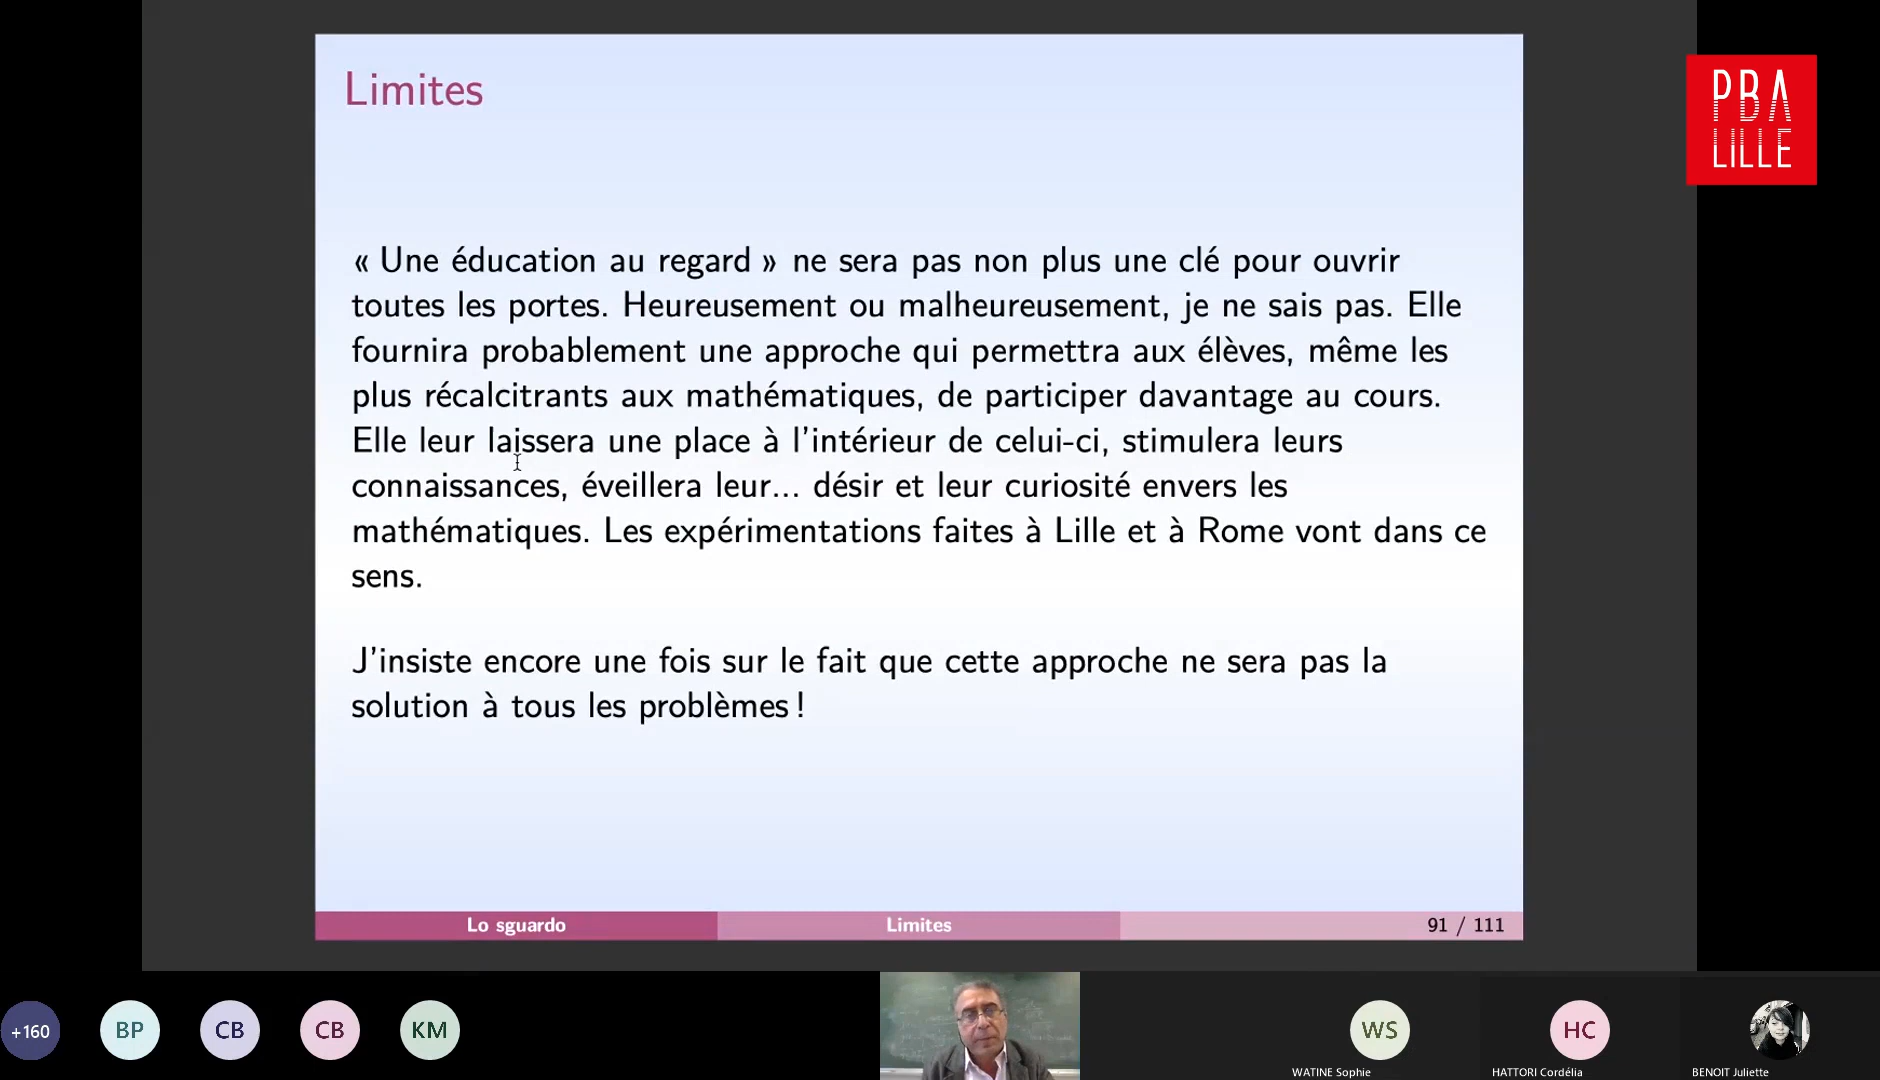 Limites
PBA
LILLE
« Une éducation au regard » ne sera pas non plus une clé pour ouvrir
toutes les portes. Heureusement ou malheureusement, je ne sais pas. Elle
fournira probablement une approche qui permettra aux élèves, même les
plus récalcitrants aux mathématiques, de participer davantage au cours.
Elle leur laissera une place à l'intérieur de celui-ci, stimulera leurs
connaissances, éveillera leur... désir et leur curiosité envers les
mathématiques. Les expérimentations faites à Lille et à Rome vont dans ce
sens.
J'insiste encore une fois sur le fait que cette approche ne sera pas la
solution à tous les problèmes !
Lo sguardo
Limites
91 / 111
+160
BP
CB
CB
KM
WS
HC
WATINE Sophie
HATTORI Cordélia
BENOIT Juliette